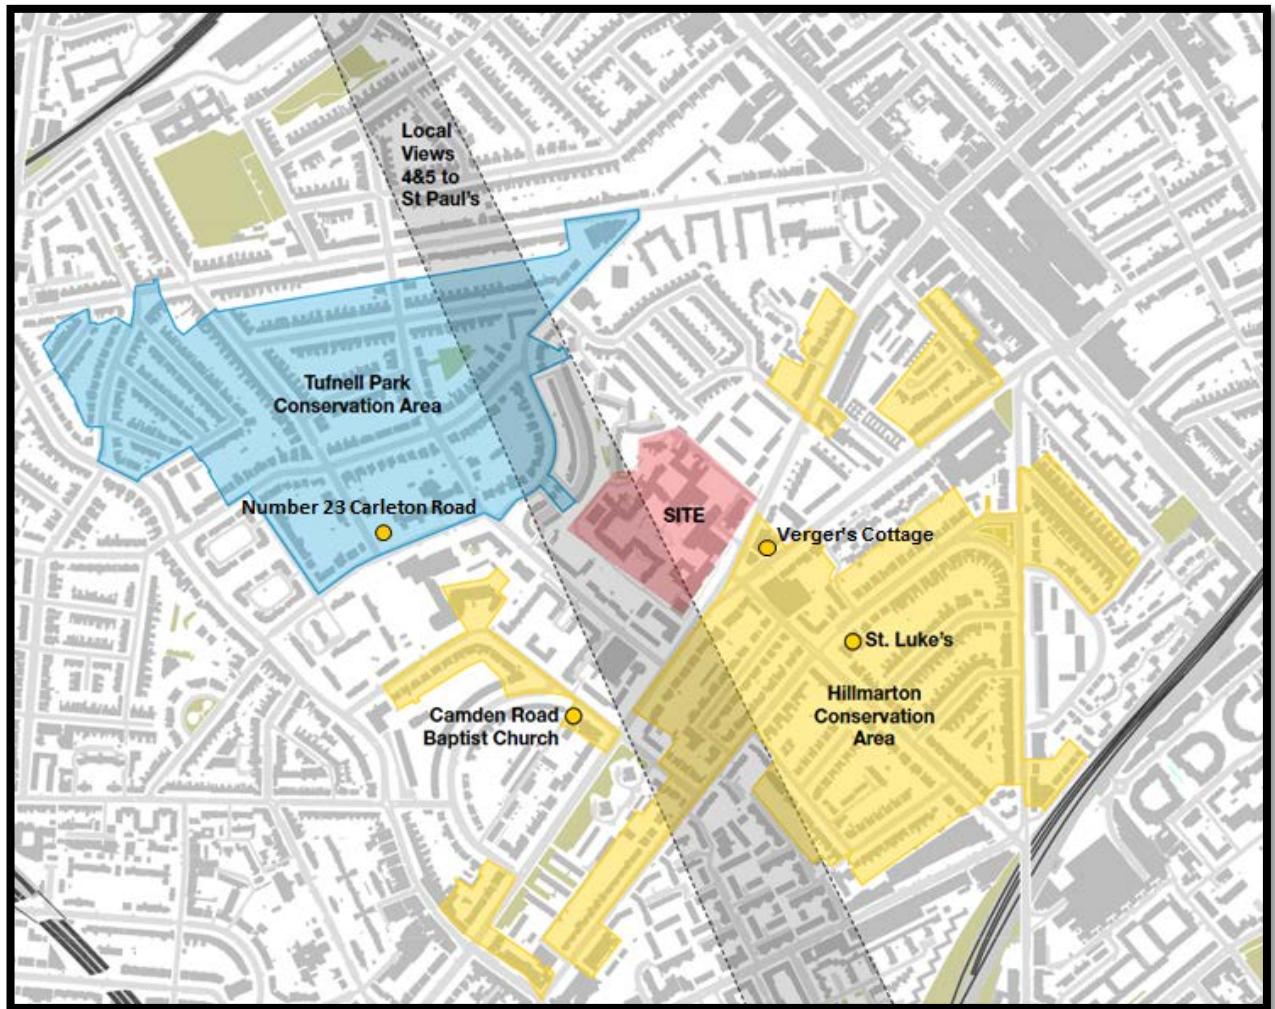 Local
Views
4&5 to
St Paul's
Tufnell Park
Conservation Area
Number 23 Carleton Road
SITE
Verger's Cottage
St. Luke's
Hillmarton
Conservation
Area
Camden Road
Baptist Church